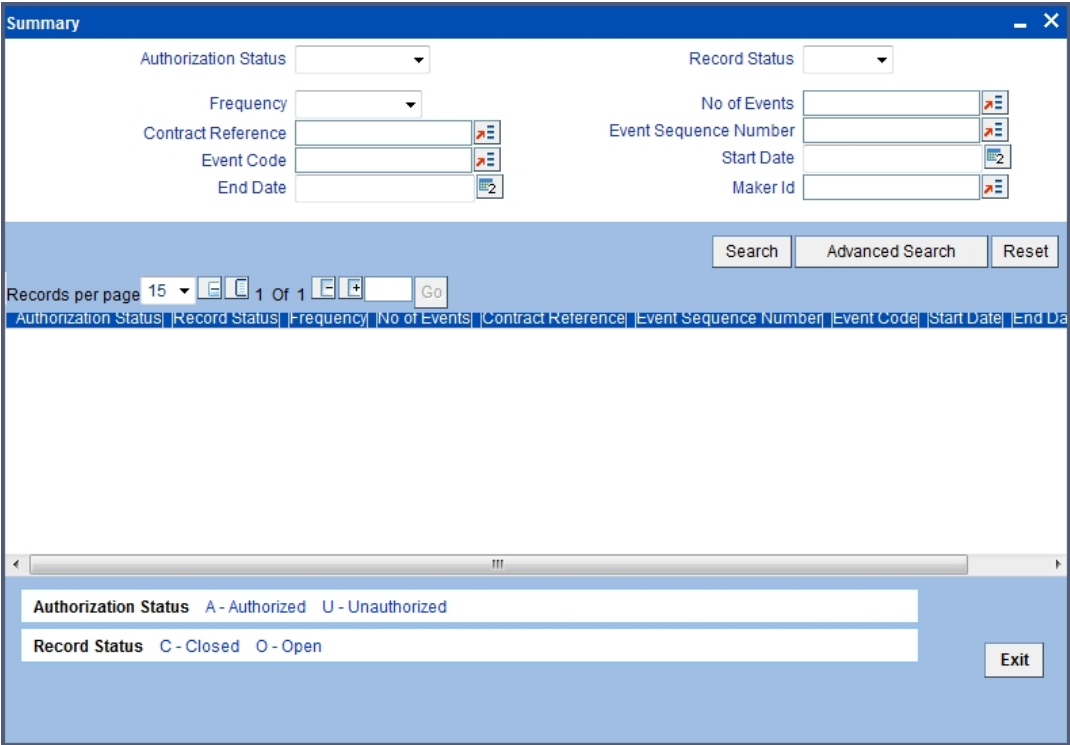 Summary
Authorization Status Record Status
Frequency No of Events
Contract Reference Event Sequence Number
Event Code Start Date
End Date Maker Id
Search Advanced Search Reset
Records per page 15 1 Of 1 Go
Authorization Status Record Status Frequency No of Events Contract Reference Event Sequence Number Event Code Start Date End Da
Authorization Status A - Authorized U - Unauthorized
Record Status C - Closed O - Open
Exit